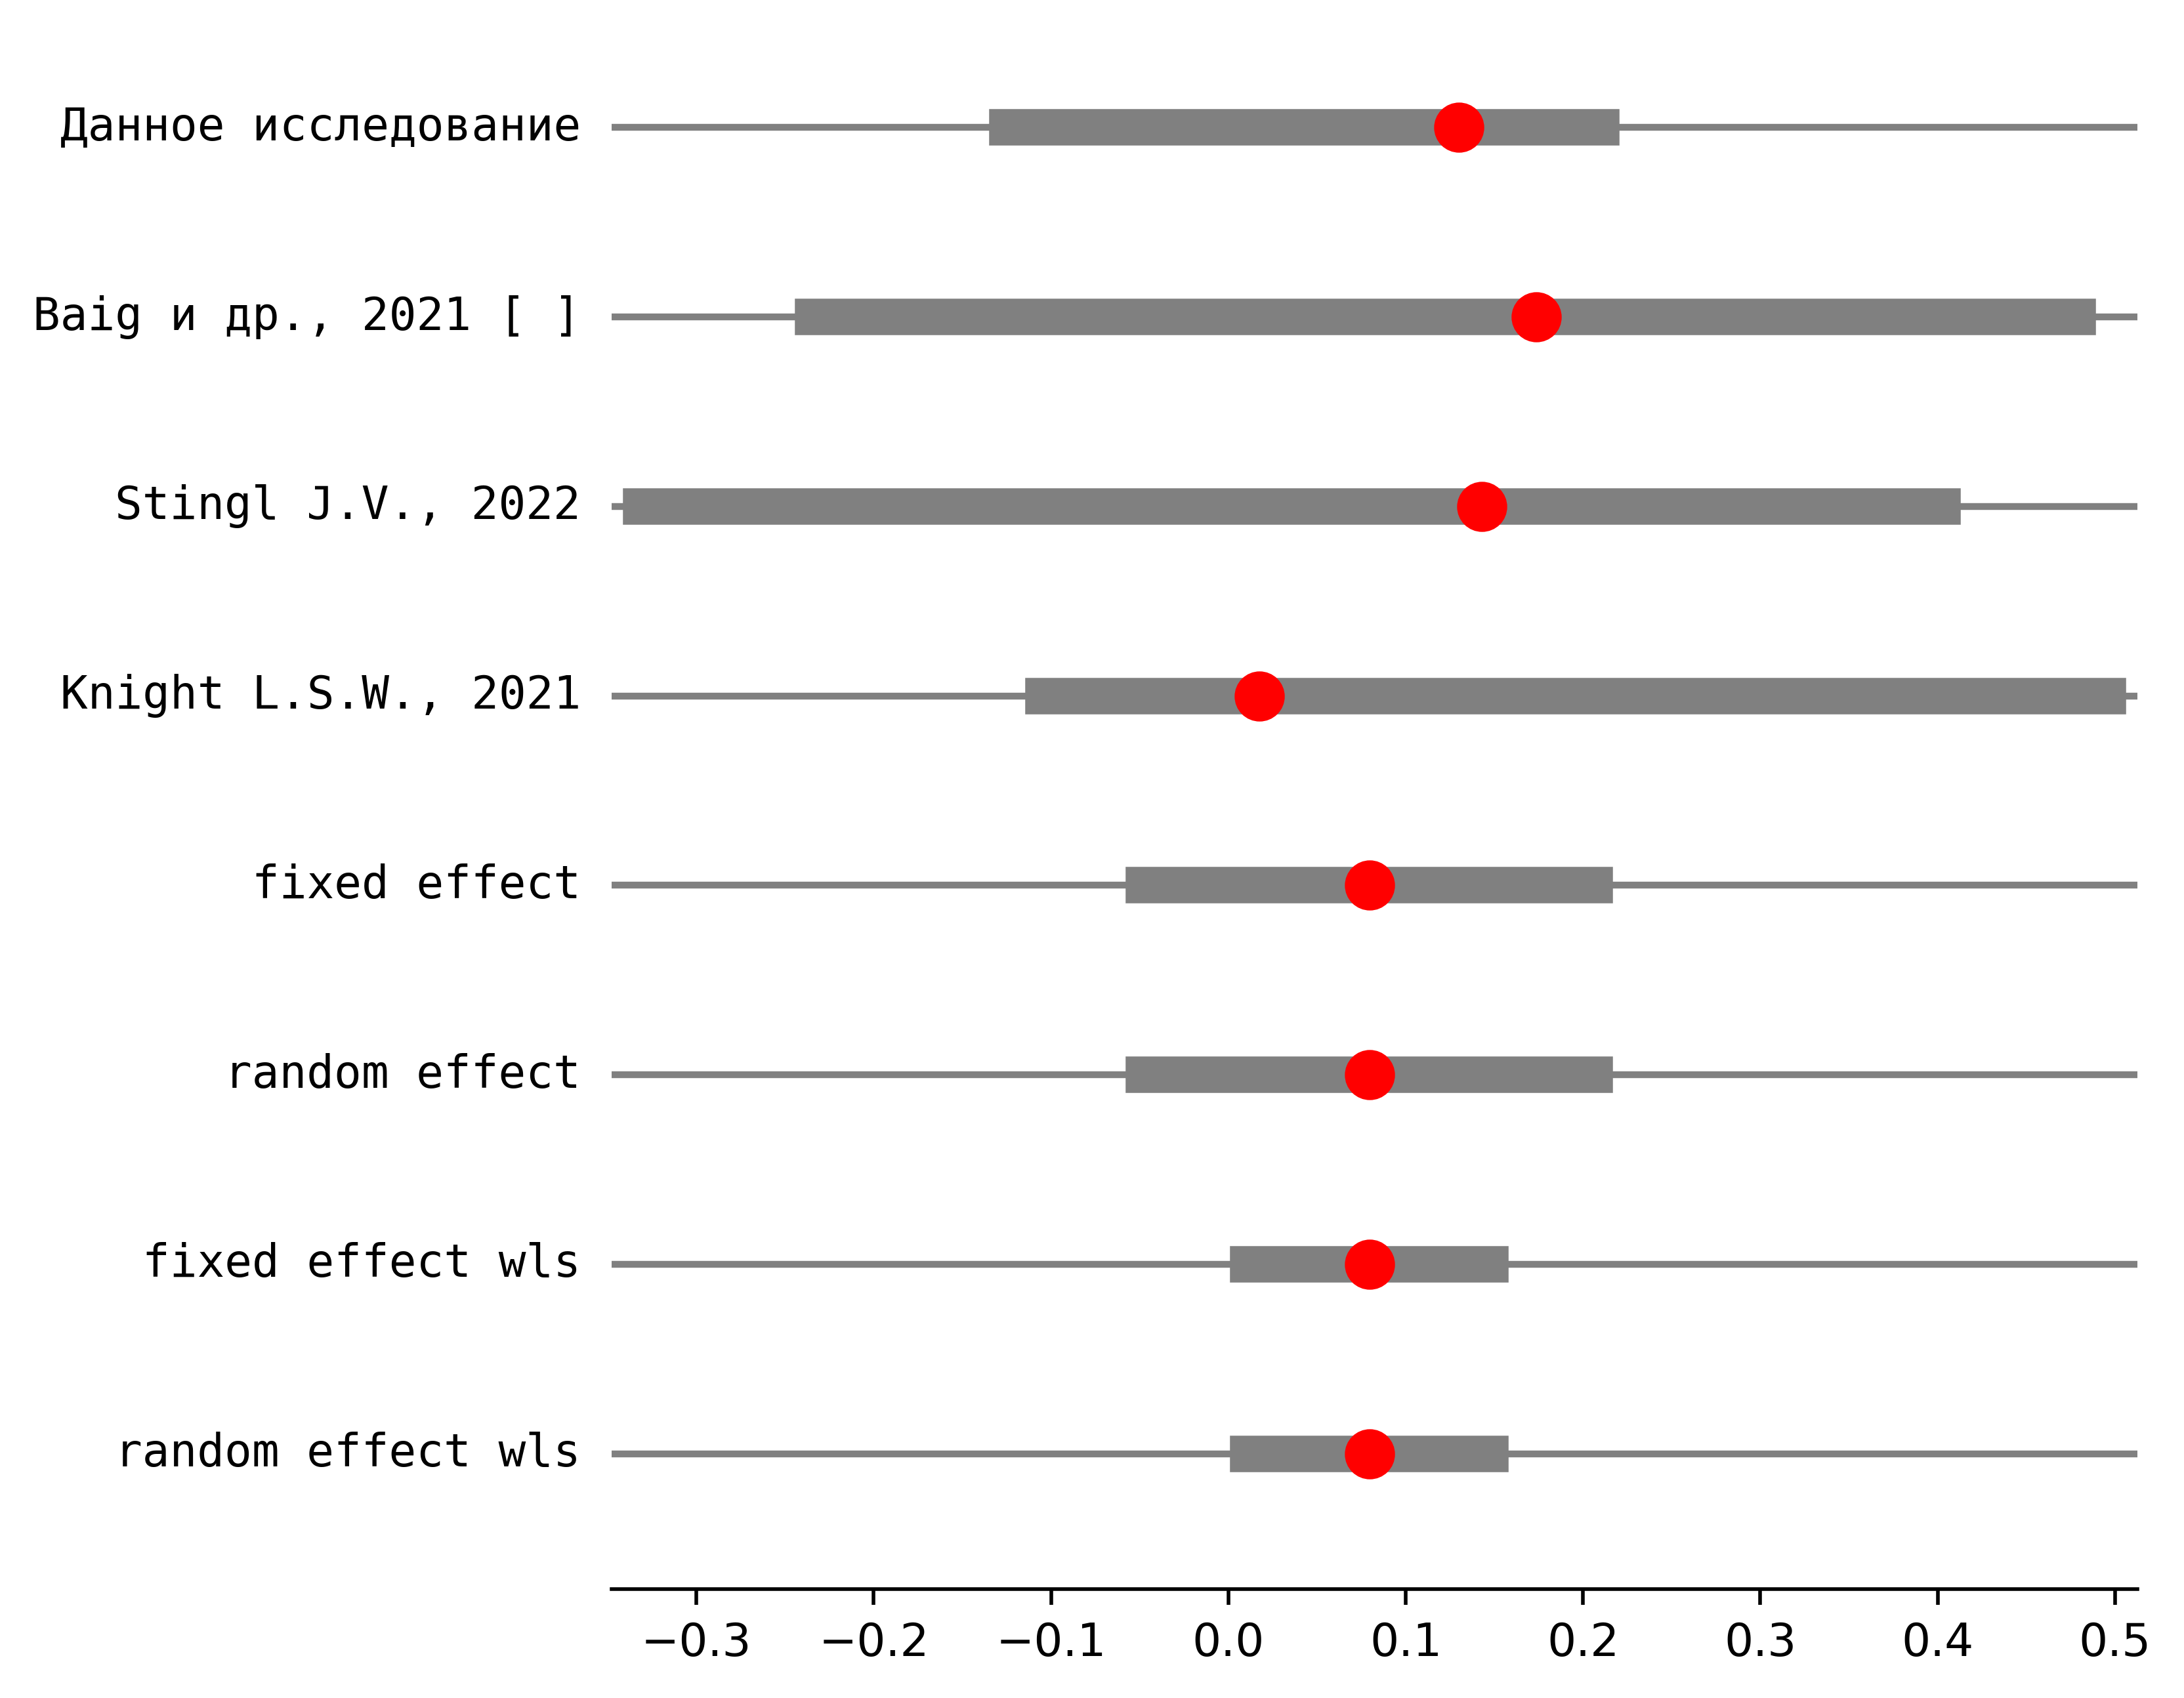 Данное исследование
Baig и др., 2021 [ ]
Stingl J.V., 2022
Knight L.S.W., 2021
fixed effect
random effect
fixed effect wls
random effect wls
−0.3 −0.2 −0.1 0.0 0.1 0.2 0.3 0.4 0.5